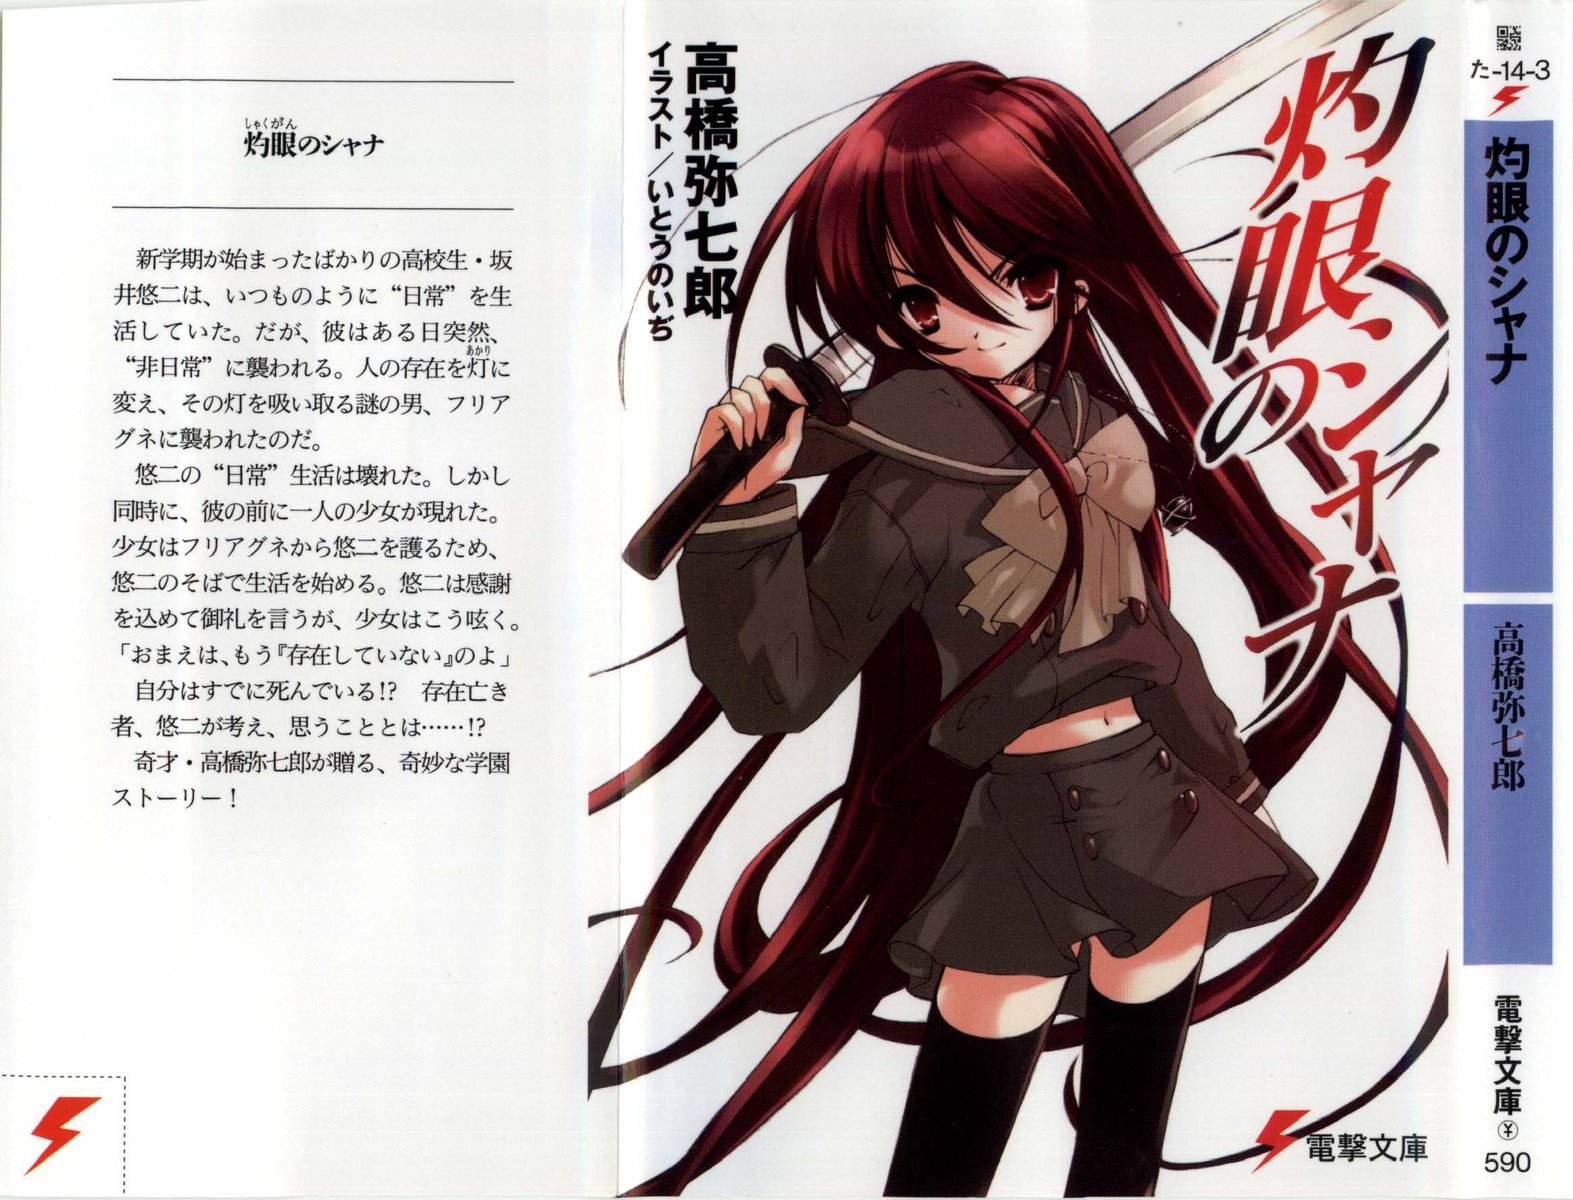 灼眼のシャナ
しゃくがん
新学期が始まったばかりの高校生・坂
井悠二は、いつものように“日常”を生
活していた。だが、彼はある日突然、
“非日常”に襲われる。人の存在を灯に
あかり
変え、その灯を吸い取る謎の男、フリア
グネに襲われたのだ。
悠二の“日常”生活は壊れた。しかし
同時に、彼の前に一人の少女が現れた。
少女はフリアグネから悠二を護るため、
悠二のそばで生活を始める。悠二は感謝
を込めて御礼を言うが、少女はこう呟く。
「おまえは、もう『存在していない』のよ」
自分はすでに死んでいる!?　存在亡き
者、悠二が考え、思うこととは……!?
奇才・高橋弥七郎が贈る、奇妙な学園
ストーリー！
高橋弥七郎
イラスト／いとうのいぢ
灼眼の
シャナ
電撃文庫
た-14-3
灼眼のシャナ
高橋弥七郎
電撃文庫
¥
590